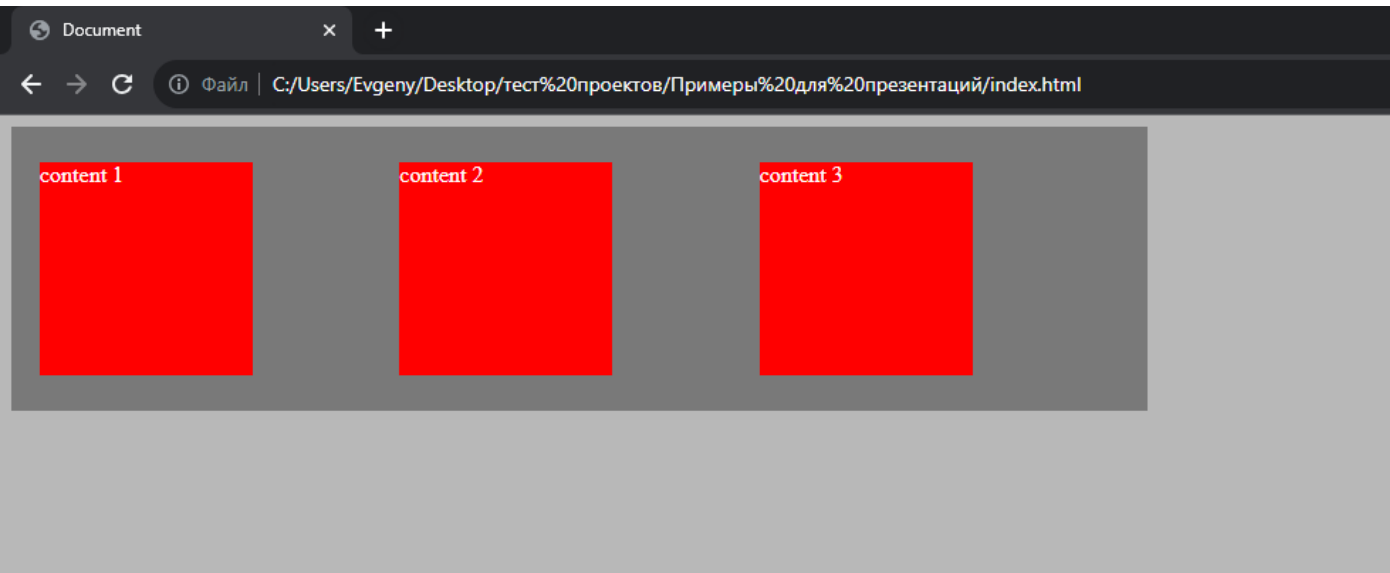 Document
Файл C:/Users/Evgeny/Desktop/тест%20проектов/Примеры%20для%20презентаций/index.html
content 1 content 2 content 3